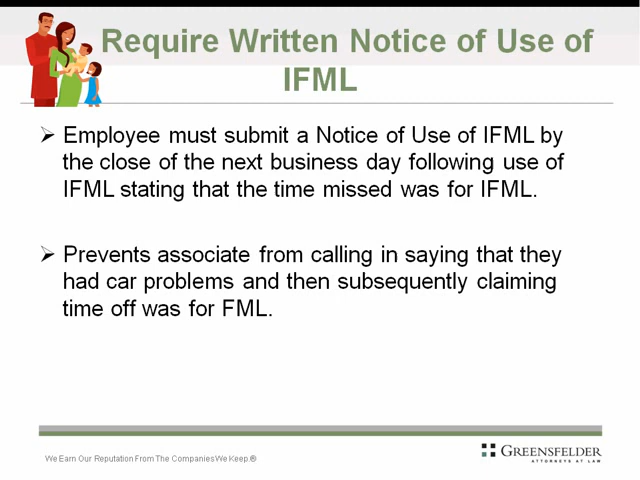 Require Written Notice of Use of
IFML
➢ Employee must submit a Notice of Use of IFML by
the close of the next business day following use of
IFML stating that the time missed was for IFML.
➢ Prevents associate from calling in saying that they
had car problems and then subsequently claiming
time off was for FML.
We Earn Our Reputation From The Companies We Keep.®
GREENSFELDER
ATTORNEYS AT LAW